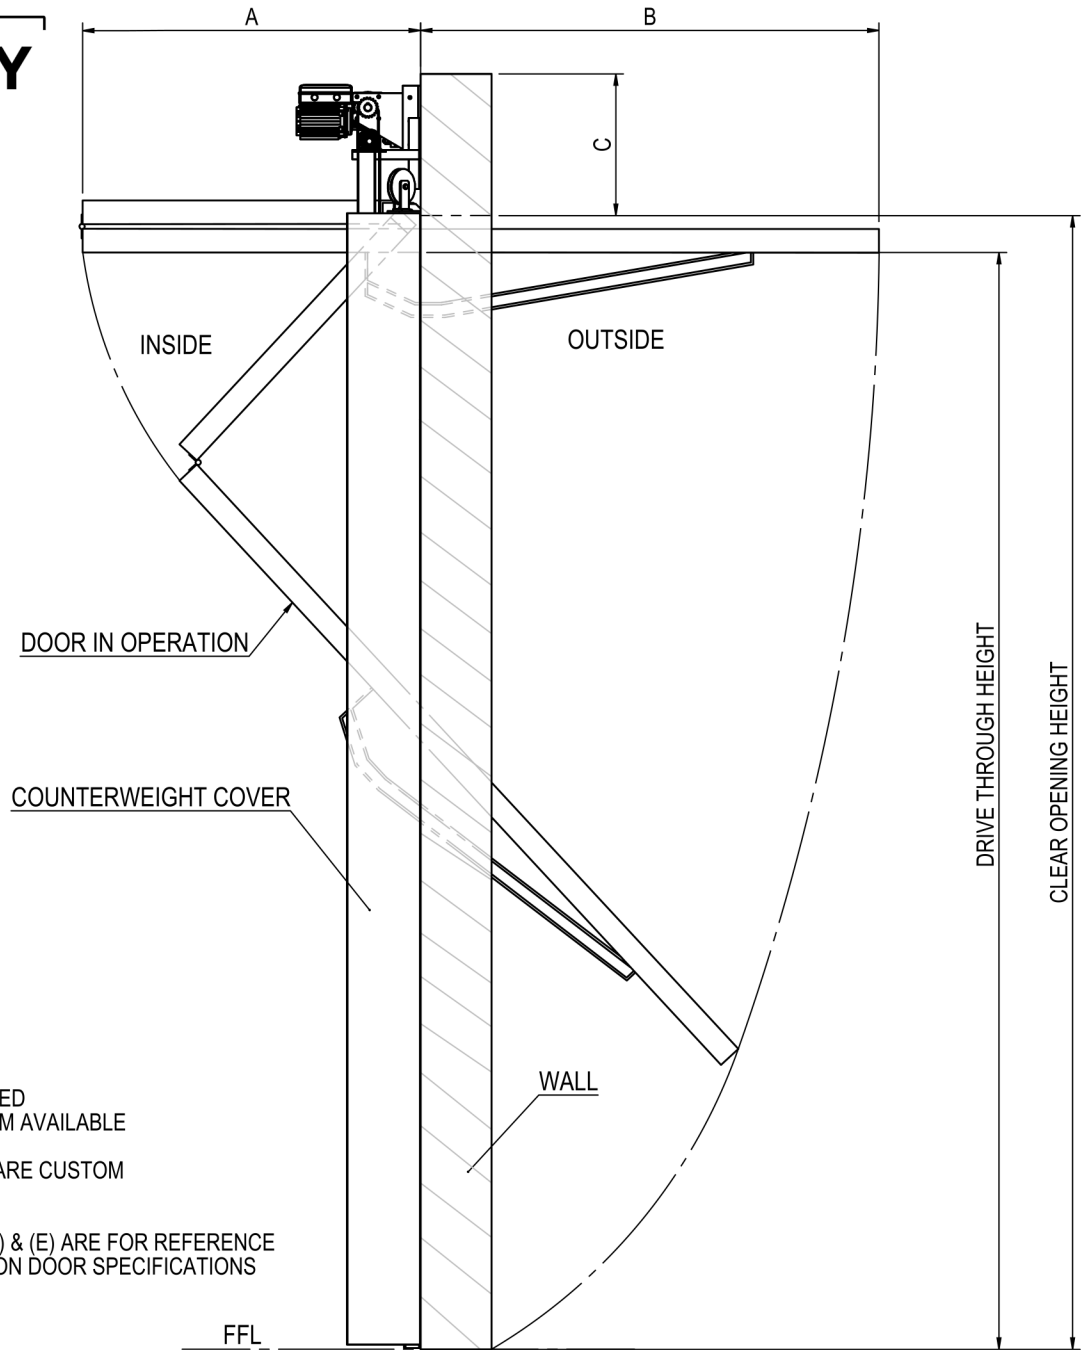 Y
A
B
C
INSIDE
OUTSIDE
DOOR IN OPERATION
COUNTERWEIGHT COVER
DRIVE THROUGH HEIGHT
CLEAR OPENING HEIGHT
WALL
ED
M AVAILABLE
ARE CUSTOM
) & (E) ARE FOR REFERENCE
ON DOOR SPECIFICATIONS
FFL